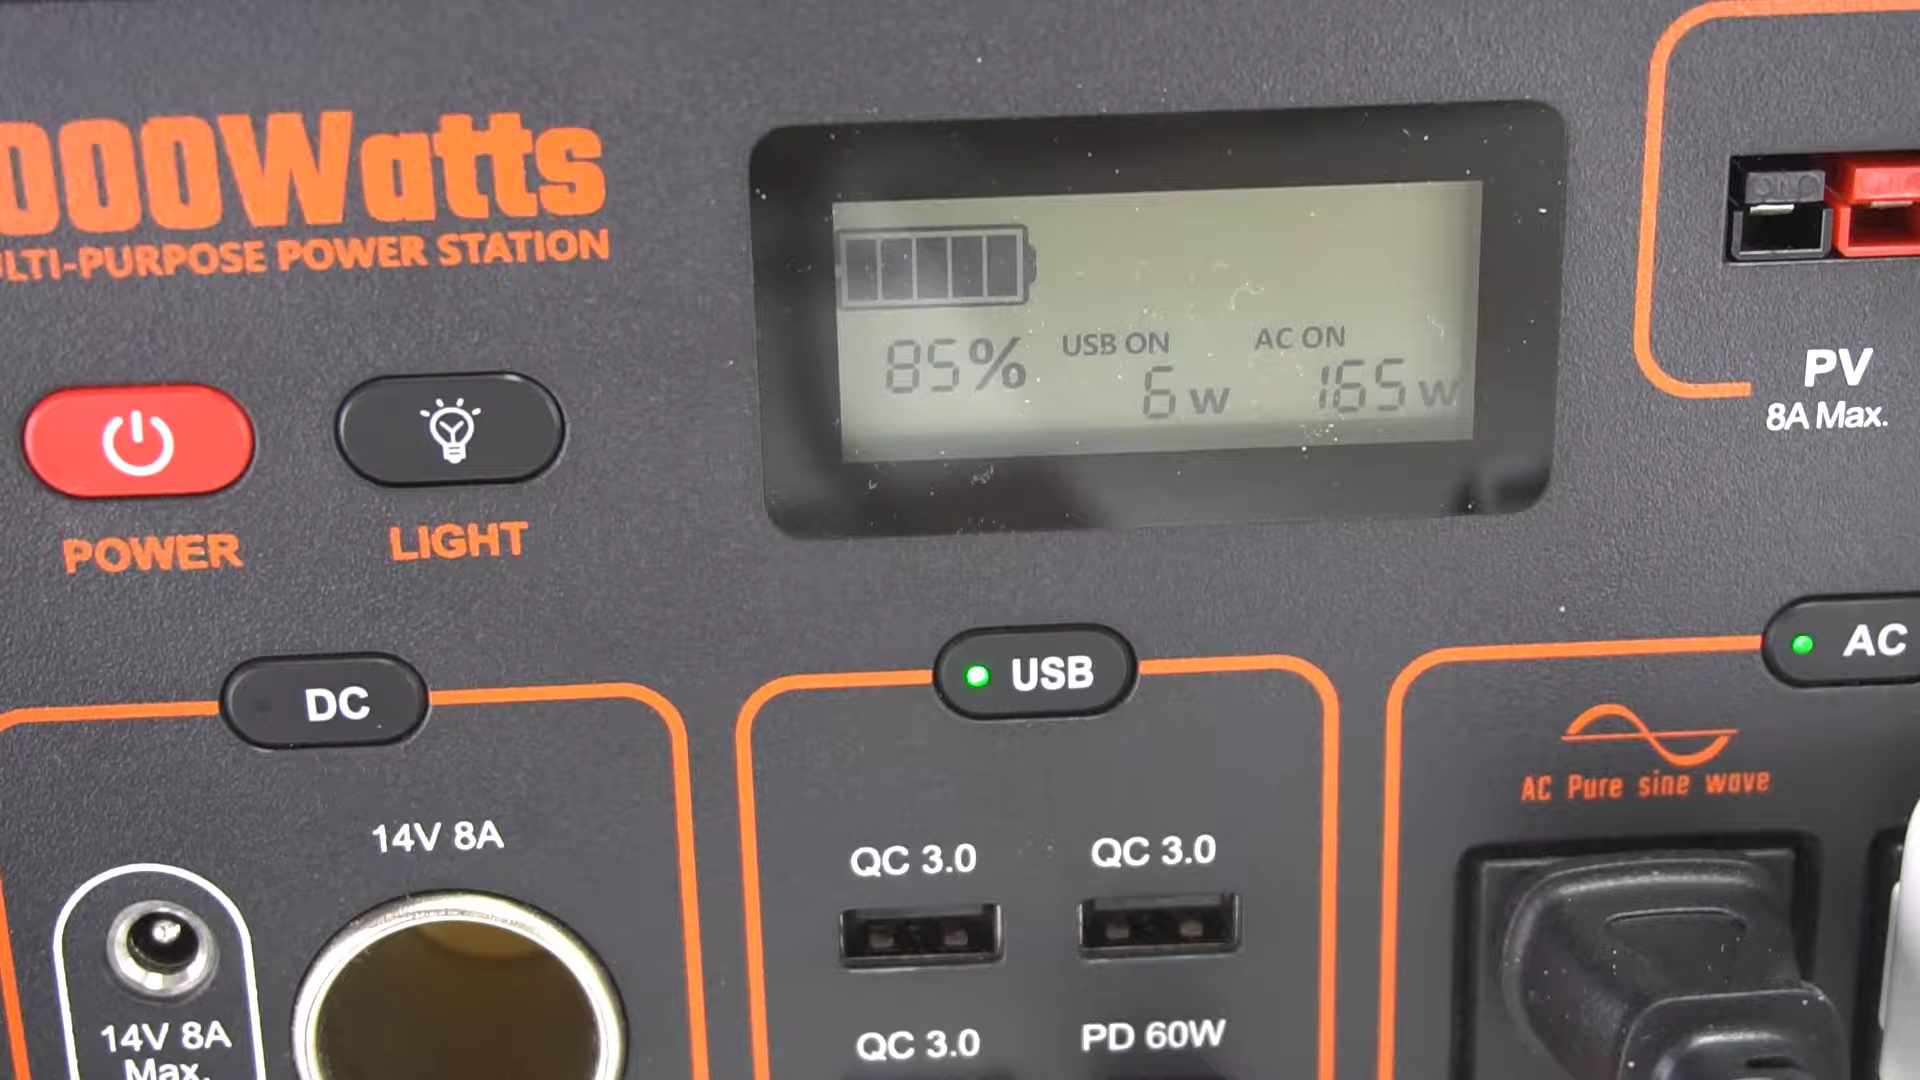 000Watts
MULTI-PURPOSE POWER STATION
85%
USB ON
6w
AC ON
165w
PV
8A Max.
POWER
LIGHT
DC
USB
AC
AC Pure sine wave
14V 8A
14V 8A
Max.
QC 3.0
QC 3.0
QC 3.0
PD 60W